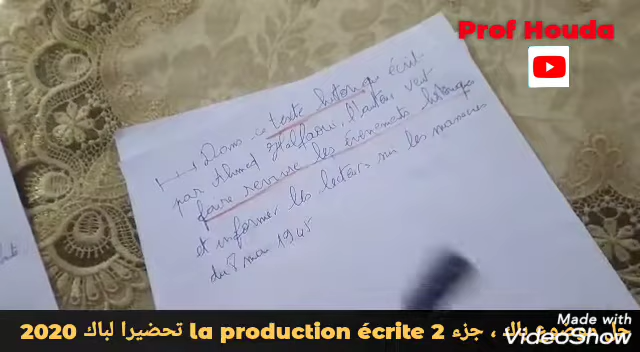 Prof Houda
Dans ce texte historique écrit
par Ahmed, l'auteur veut
faire revivre les événements historiques
et informer les lecteurs sur les massacres
du 8 mai 1945
la production écrite 2 جزء ، تحضيرا لباك 2020
Made with
VideoShow